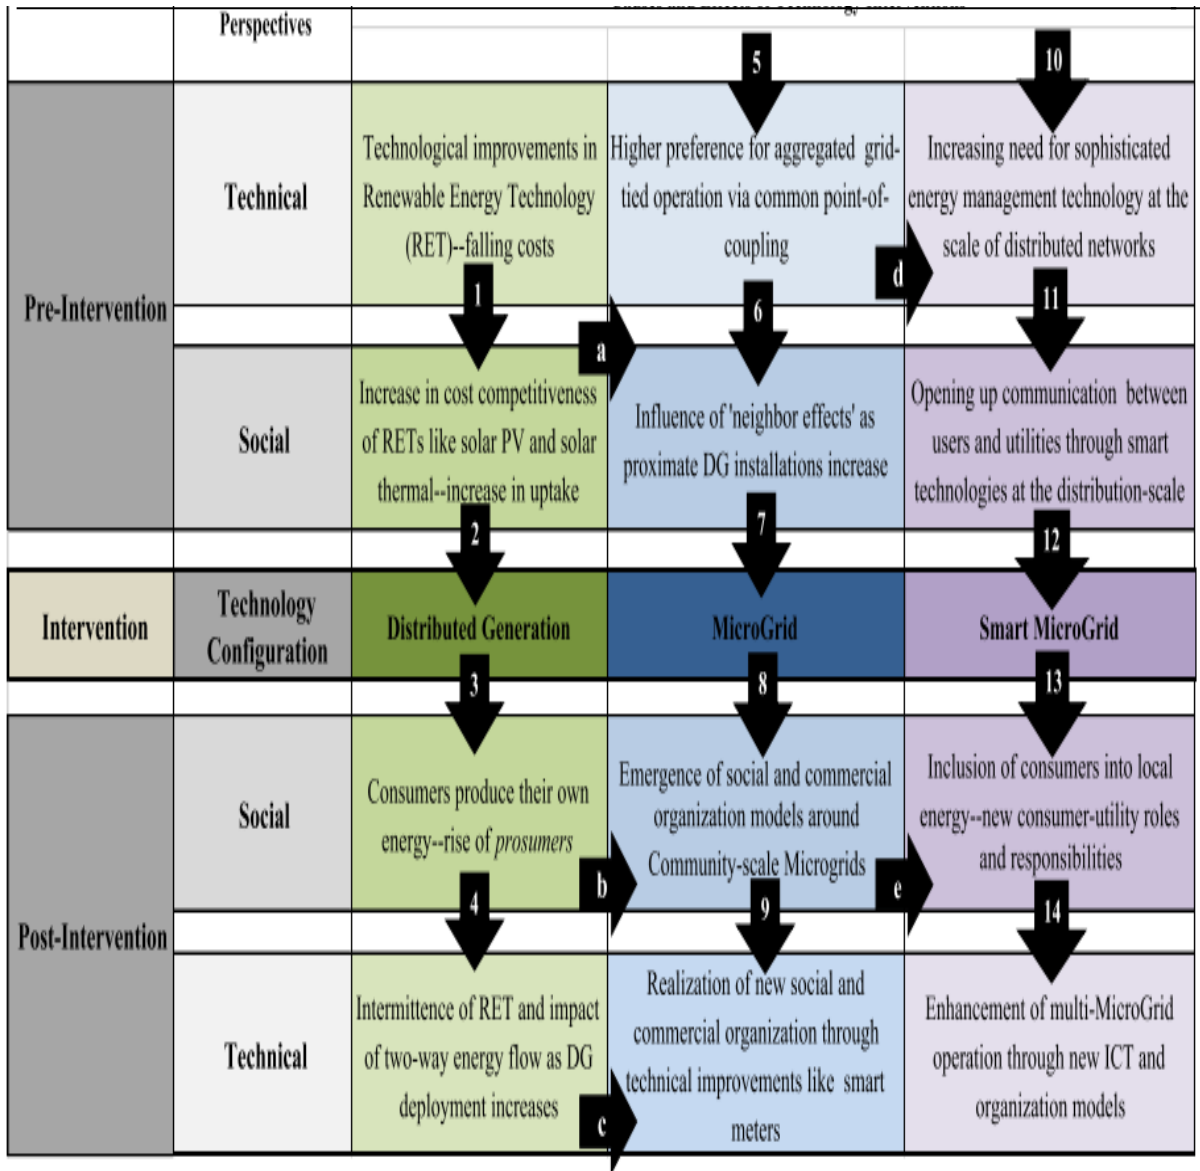 Perspectives
5
10
Pre-Intervention
Technical
Technological improvements in
Renewable Energy Technology
(RET)--falling costs
Higher preference for aggregated grid-
tied operation via common point-of-
coupling
Increasing need for sophisticated
energy management technology at the
scale of distributed networks
d
1
6
11
a
Social
Increase in cost competitiveness
of RETs like solar PV and solar
thermal--increase in uptake
Influence of 'neighbor effects' as
proximate DG installations increase
Opening up communication between
users and utilities through smart
technologies at the distribution-scale
2
7
12
Intervention
Technology
Configuration
Distributed Generation
MicroGrid
Smart MicroGrid
3
8
13
Post-Intervention
Social
Consumers produce their own
energy--rise of prosumers
Emergence of social and commercial
organization models around
Community-scale Microgrids
Inclusion of consumers into local
energy--new consumer-utility roles
and responsibilities
b
e
4
9
14
Technical
Intermittence of RET and impact
of two-way energy flow as DG
deployment increases
Realization of new social and
commercial organization through
technical improvements like smart
meters
Enhancement of multi-MicroGrid
operation through new ICT and
organization models
c